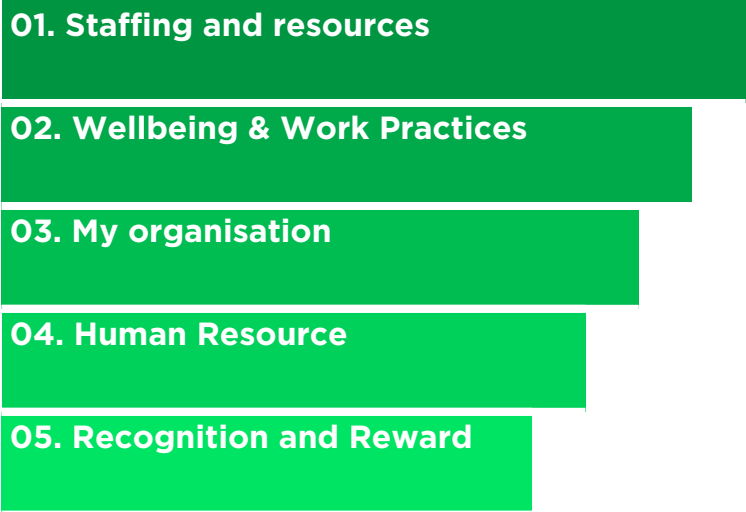 01. Staffing and resources
02. Wellbeing & Work Practices
03. My organisation
04. Human Resource
05. Recognition and Reward